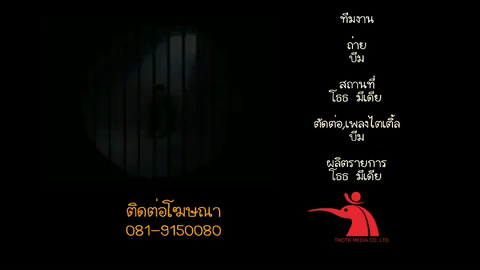 ทีมงาน
ถ่าย
บีม
สถานที่
โธธ มีเดีย
ตัดต่อ,เพลงไตเติ้ล
บีม
ผลิตรายการ
โธธ มีเดีย
THOTH MEDIA CO.,LTD.
ติดต่อโฆษณา
081-9150080